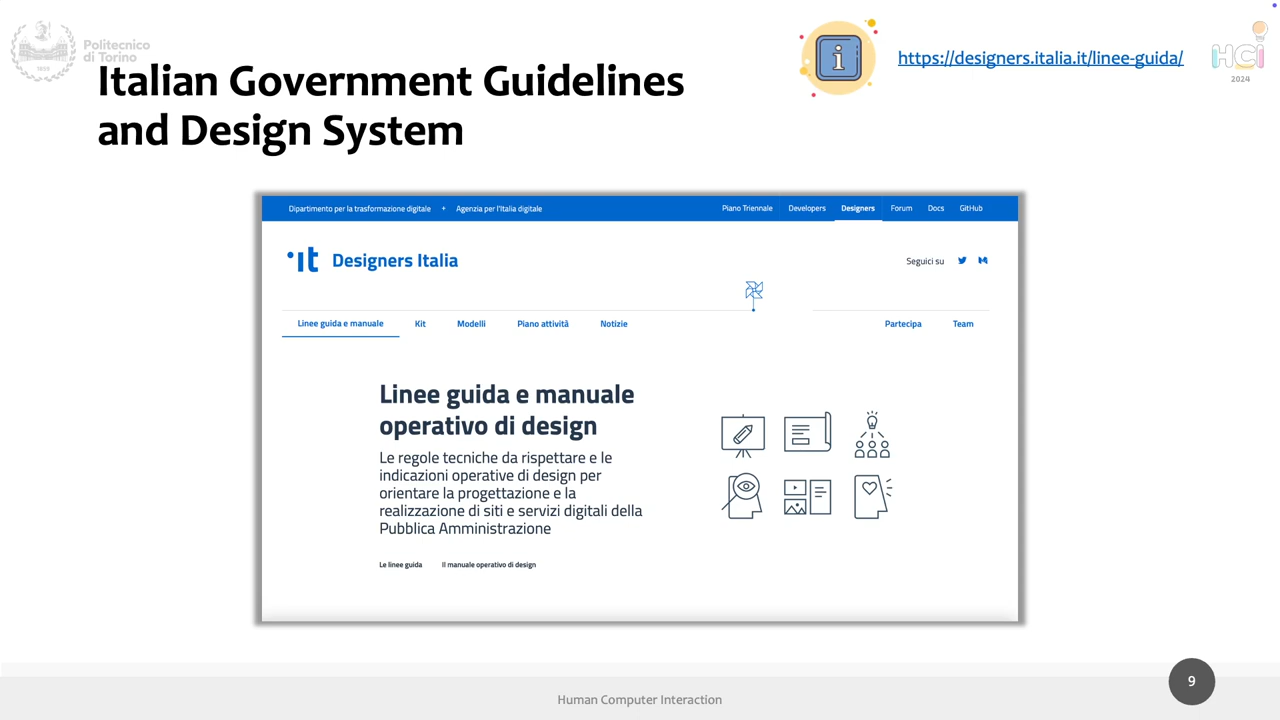 Politecnico
di Torino
1859
Italian Government Guidelines
and Design System
https://designers.italia.it/linee-guida/
HCI
2024
Dipartimento per la trasformazione digitale + Agenzia per l'Italia digitale
Piano Triennale Developers Designers Forum Docs GitHub
it Designers Italia
Seguici su
Linee guida e manuale Kit Modelli Piano attività Notizie Partecipa Team
Linee guida e manuale
operativo di design
Le regole tecniche da rispettare e le
indicazioni operative di design per
orientare la progettazione e la
realizzazione di siti e servizi digitali della
Pubblica Amministrazione
Le linee guida Il manuale operativo di design
Human Computer Interaction
9